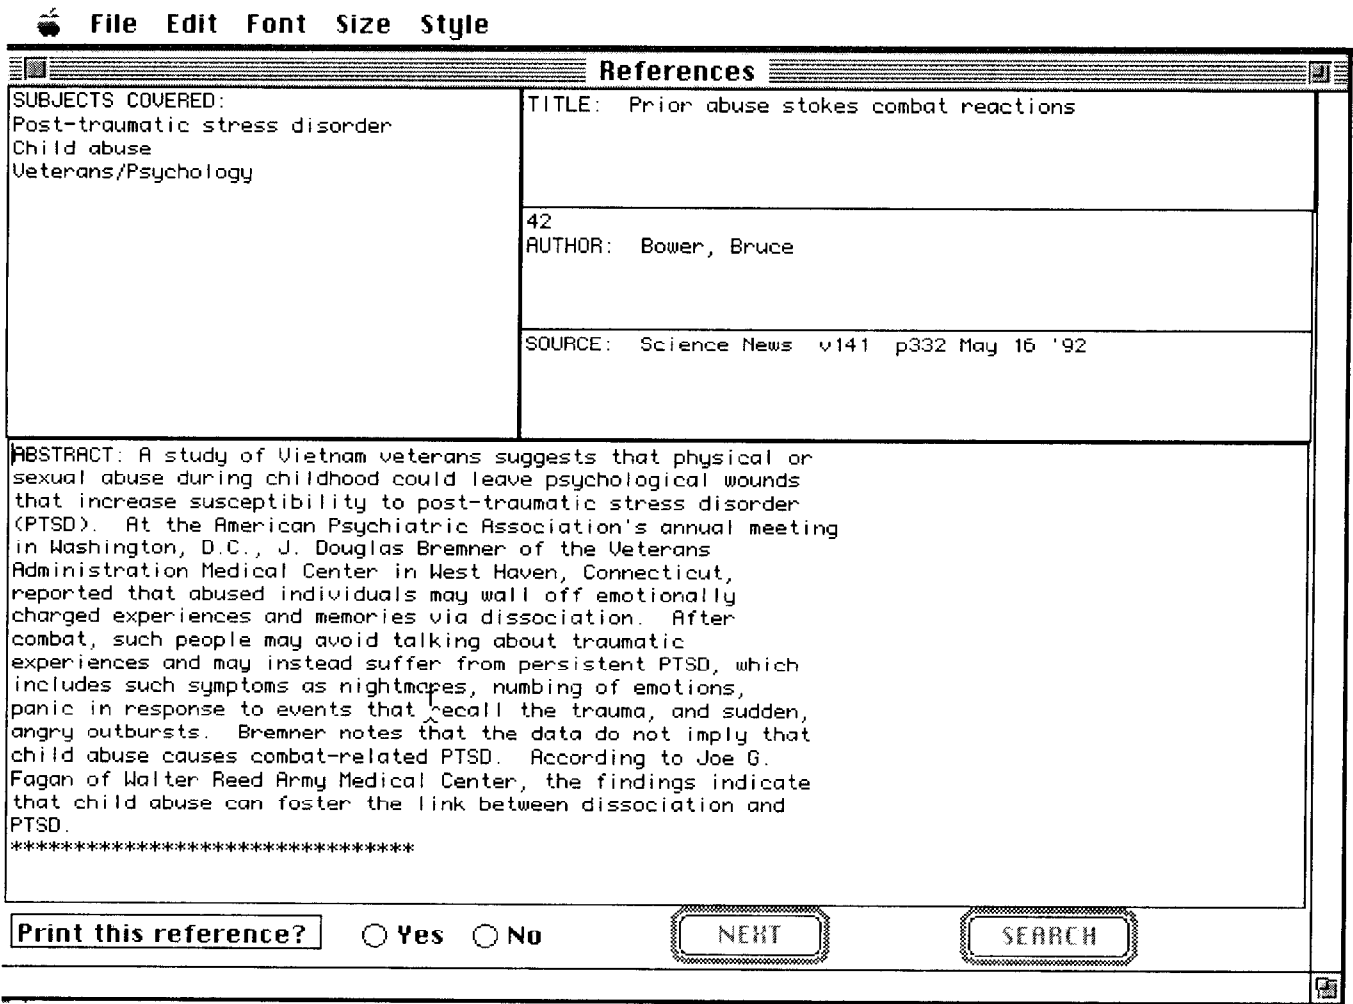 File Edit Font Size Style
References
SUBJECTS COVERED:
Post-traumatic stress disorder
Child abuse
Veterans/Psychology
TITLE: Prior abuse stokes combat reactions
42
AUTHOR: Bower, Bruce
SOURCE: Science News v141 p332 May 16 '92
ABSTRACT: A study of Vietnam veterans suggests that physical or
sexual abuse during childhood could leave psychological wounds
that increase susceptibility to post-traumatic stress disorder
(PTSD). At the American Psychiatric Association's annual meeting
in Washington, D.C., J. Douglas Bremner of the Veterans
Administration Medical Center in West Haven, Connecticut,
reported that abused individuals may wall off emotionally
charged experiences and memories via dissociation. After
combat, such people may avoid talking about traumatic
experiences and may instead suffer from persistent PTSD, which
includes such symptoms as nightmares, numbing of emotions,
panic in response to events that recall the trauma, and sudden,
angry outbursts. Bremner notes that the data do not imply that
child abuse causes combat-related PTSD. According to Joe G.
Fagan of Walter Reed Army Medical Center, the findings indicate
that child abuse can foster the link between dissociation and
PTSD.
********************************
Print this reference? Yes No NEXT SEARCH